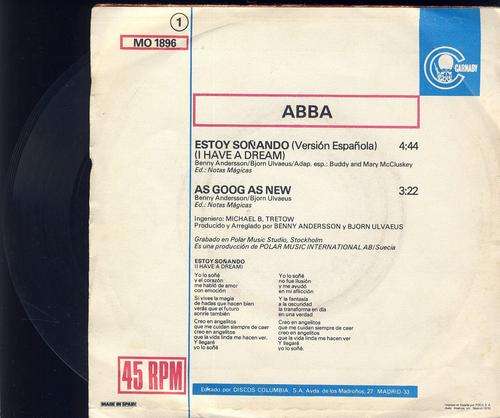 1
MO 1896
CARNABY
ABBA
ESTOY SOÑANDO (Versión Española) 4:44
(I HAVE A DREAM)
Benny Andersson/Bjorn Ulvaeus/Adap. esp.: Buddy and Mary McCluskey
Ed.: Notas Mágicas
AS GOOG AS NEW 3:22
Benny Andersson/Bjorn Ulvaeus
Ed.: Notas Mágicas
Ingeniero: MICHAEL B, TRETOW
Producido y Arreglado por BENNY ANDERSSON y BJORN ULVAEUS
Grabado en Polar Music Studio, Stockholm
Es una producción de POLAR MUSIC INTERNATIONAL AB/Suecia
ESTOY SOÑANDO
(I HAVE A DREAM)
Yo lo soñé
y el corazón
me habló de amor
con emoción
Si vives la magia
de hadas que hacen bien
verás que el futuro
sonríe también
Creo en angelitos
que me cuidan siempre de caer
creo en angelitos
que la vida linda me hacen ver.
Y llegará
yo lo soñé
Yo lo soñé
no fue ilusión
y me ayudó
en mi aflicción
Y la fantasía
a la oscuridad
la transforma en día
en una verdad
Creo en angelitos
que me cuidan siempre de caer
creo en angelitos
que la vida linda me hacen ver.
Y llegará
yo lo soñé.
45 RPM
MADE IN SPAIN
Editado por DISCOS COLUMBIA, S.A. Avda. de los Madroños, 27 MADRID-33